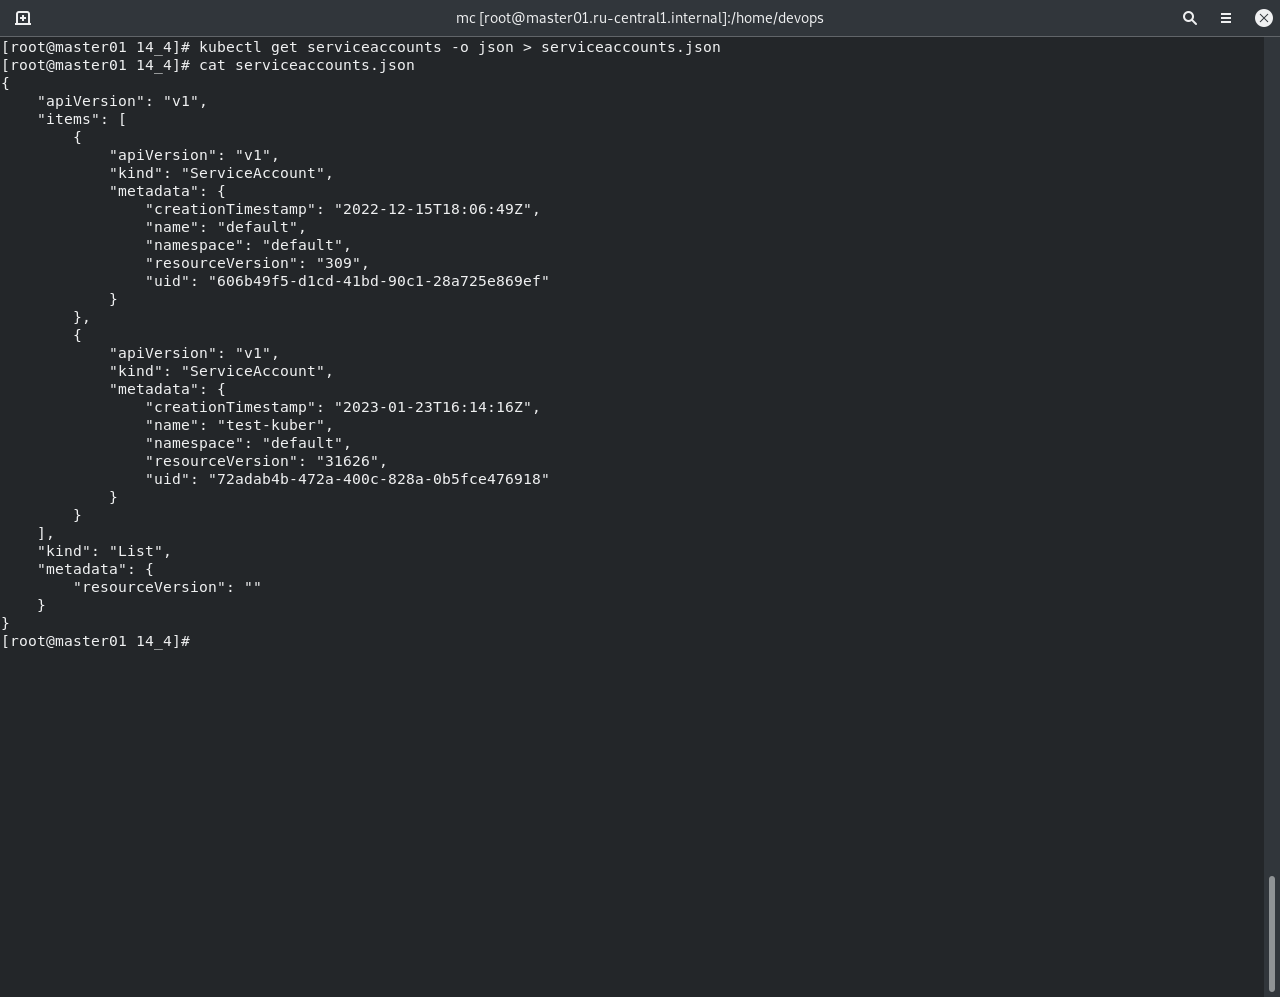 mc [root@master01.ru-central1.internal]:/home/devops
[root@master01 14_4]# kubectl get serviceaccounts -o json > serviceaccounts.json
[root@master01 14_4]# cat serviceaccounts.json
{
    "apiVersion": "v1",
    "items": [
        {
            "apiVersion": "v1",
            "kind": "ServiceAccount",
            "metadata": {
                "creationTimestamp": "2022-12-15T18:06:49Z",
                "name": "default",
                "namespace": "default",
                "resourceVersion": "309",
                "uid": "606b49f5-d1cd-41bd-90c1-28a725e869ef"
            }
        },
        {
            "apiVersion": "v1",
            "kind": "ServiceAccount",
            "metadata": {
                "creationTimestamp": "2023-01-23T16:14:16Z",
                "name": "test-kuber",
                "namespace": "default",
                "resourceVersion": "31626",
                "uid": "72adab4b-472a-400c-828a-0b5fce476918"
            }
        }
    ],
    "kind": "List",
    "metadata": {
        "resourceVersion": ""
    }
}
[root@master01 14_4]#